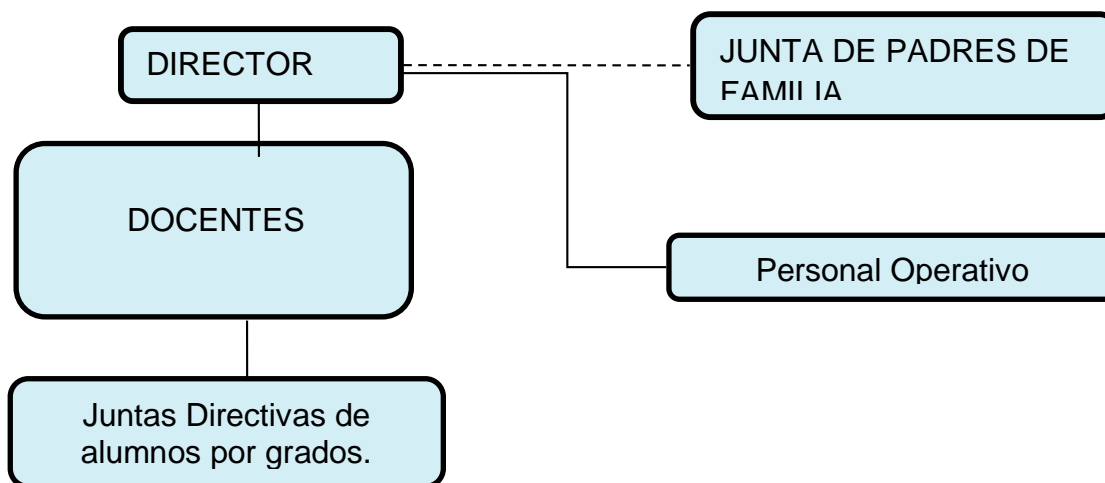 DIRECTOR
JUNTA DE PADRES DE
FAMILIA
DOCENTES
Personal Operativo
Juntas Directivas de
alumnos por grados.